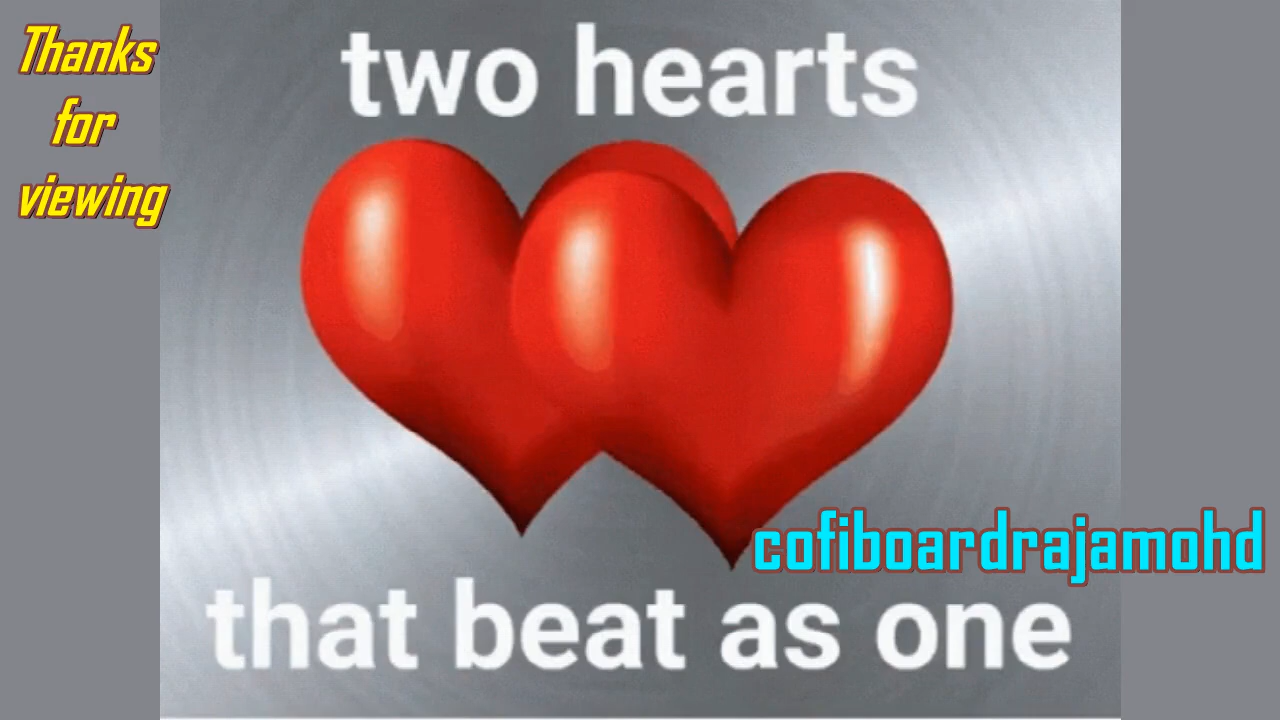 Thanks
for
viewing
two hearts
that beat as one
cofiboardrajamohd